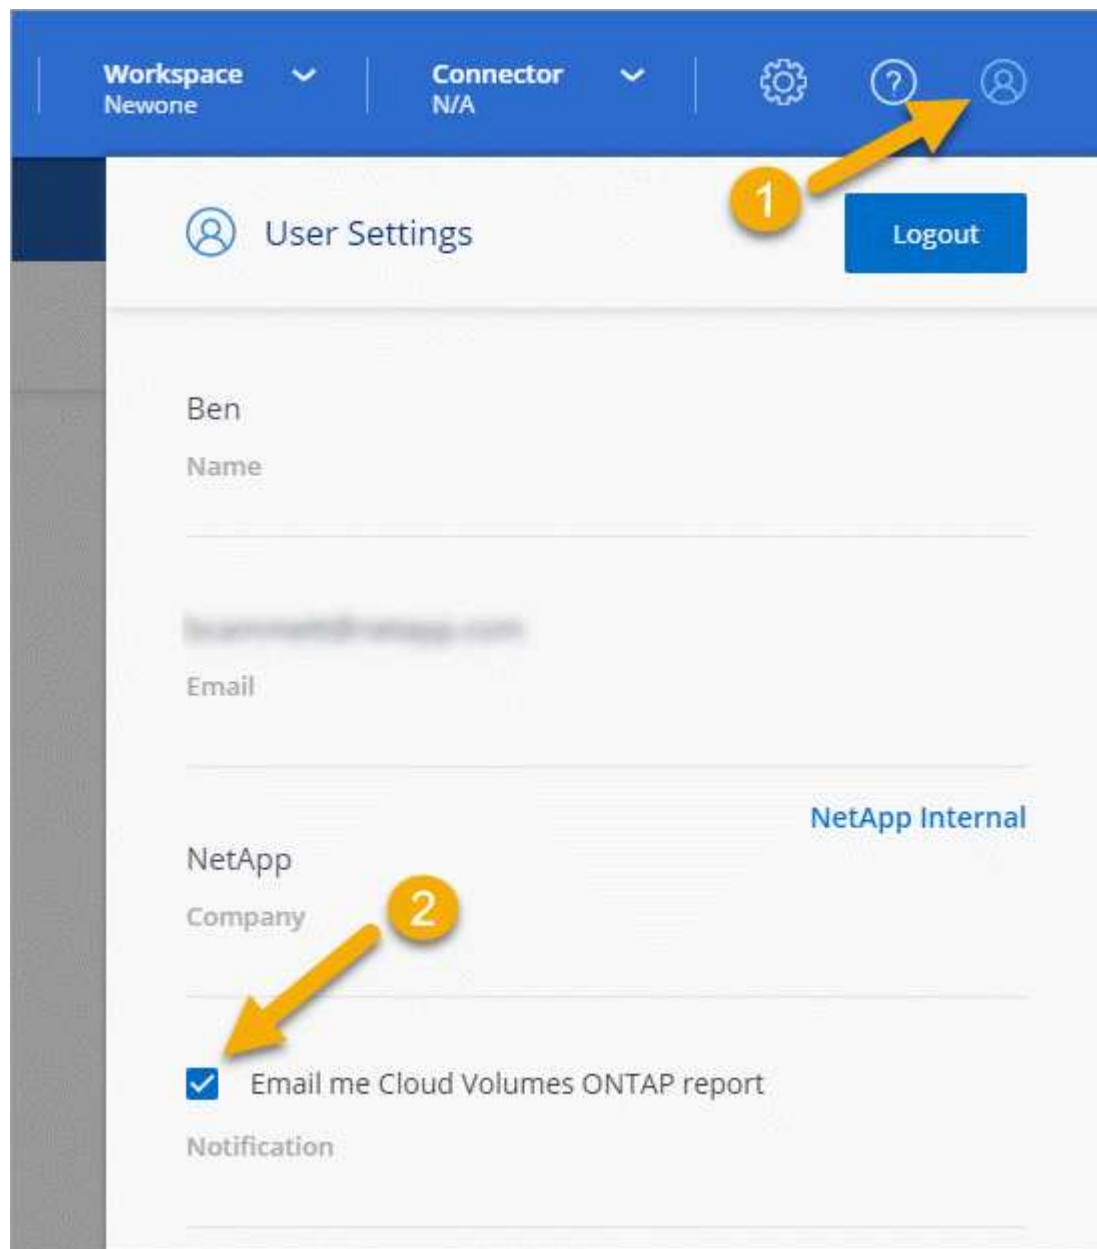 Workspace
Newone
Connector
N/A
?
1
User Settings
Logout
Ben
Name
Email
NetApp Internal
NetApp
Company
2
Email me Cloud Volumes ONTAP report
Notification